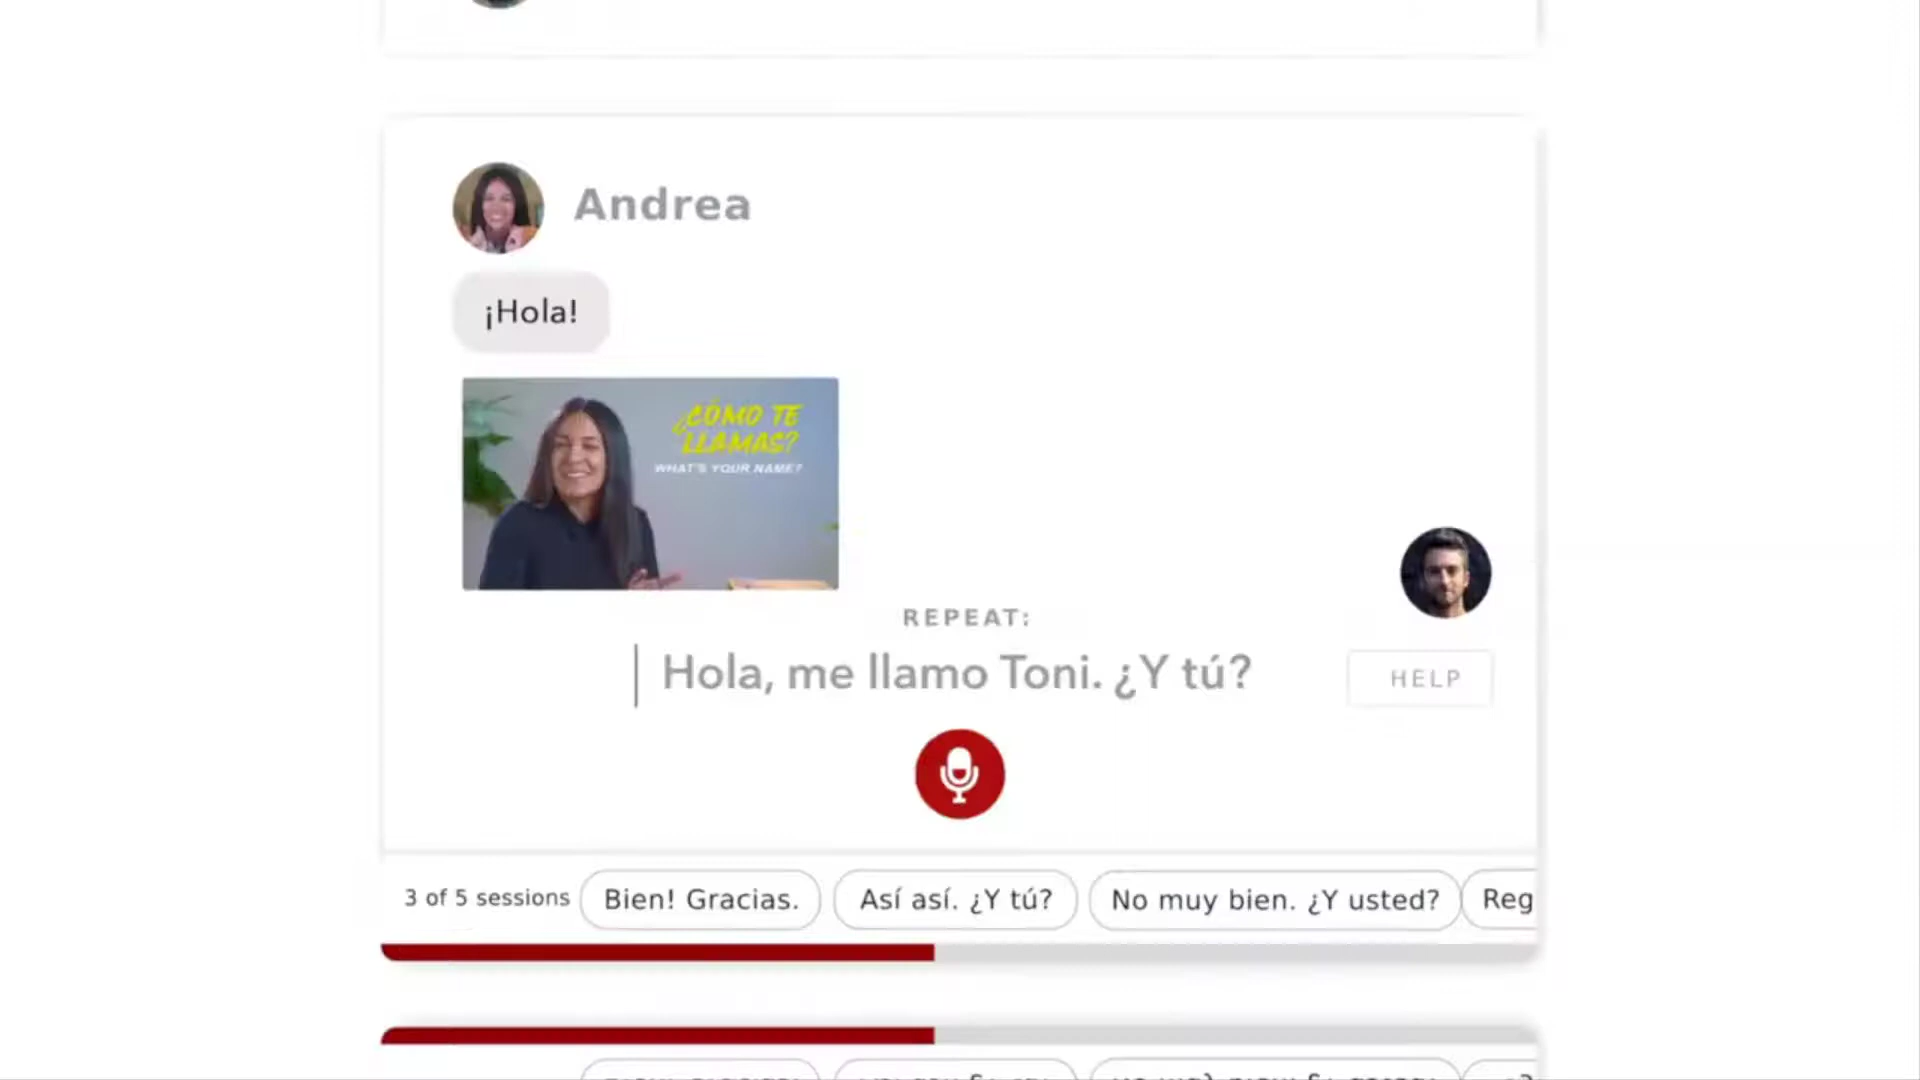 Andrea
¡Hola!
¿CÓMO TE
LLAMAS?
WHAT'S YOUR NAME?
REPEAT:
Hola, me llamo Toni. ¿Y tú?
HELP
3 of 5 sessions
Bien! Gracias.
Así así. ¿Y tú?
No muy bien. ¿Y usted?
Reg